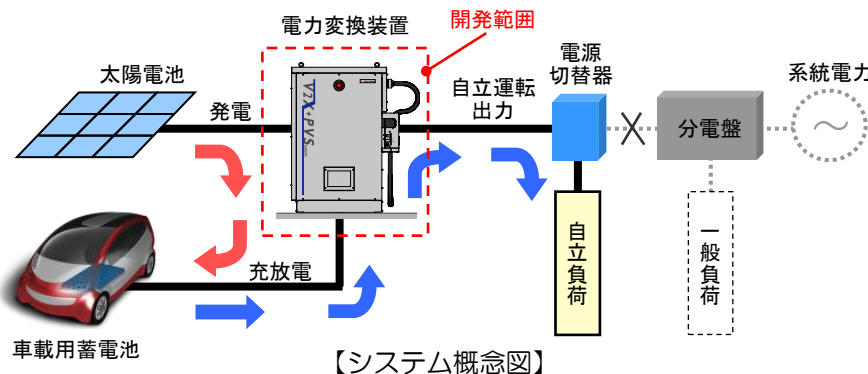 電力変換装置
開発範囲
太陽電池
発電
V2X+PVS
自立運転
出力
電源
切替器
系統電力
分電盤
自立負荷
一般負荷
充放電
車載用蓄電池
【システム概念図】